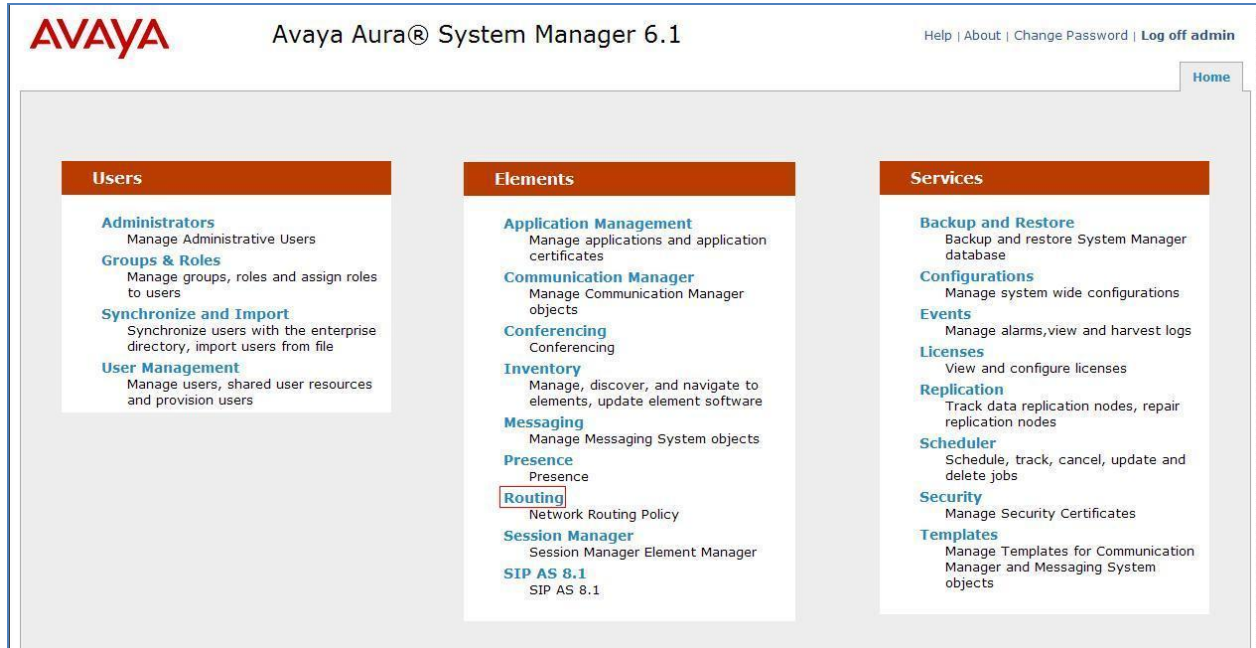 AVAYA
Avaya Aura® System Manager 6.1
Help | About | Change Password | Log off admin
Home
Users
Administrators
Manage Administrative Users
Groups & Roles
Manage groups, roles and assign roles
to users
Synchronize and Import
Synchronize users with the enterprise
directory, import users from file
User Management
Manage users, shared user resources
and provision users
Elements
Application Management
Manage applications and application
certificates
Communication Manager
Manage Communication Manager
objects
Conferencing
Conferencing
Inventory
Manage, discover, and navigate to
elements, update element software
Messaging
Manage Messaging System objects
Presence
Presence
Routing
Network Routing Policy
Session Manager
Session Manager Element Manager
SIP AS 8.1
SIP AS 8.1
Services
Backup and Restore
Backup and restore System Manager
database
Configurations
Manage system wide configurations
Events
Manage alarms,view and harvest logs
Licenses
View and configure licenses
Replication
Track data replication nodes, repair
replication nodes
Scheduler
Schedule, track, cancel, update and
delete jobs
Security
Manage Security Certificates
Templates
Manage Templates for Communication
Manager and Messaging System
objects